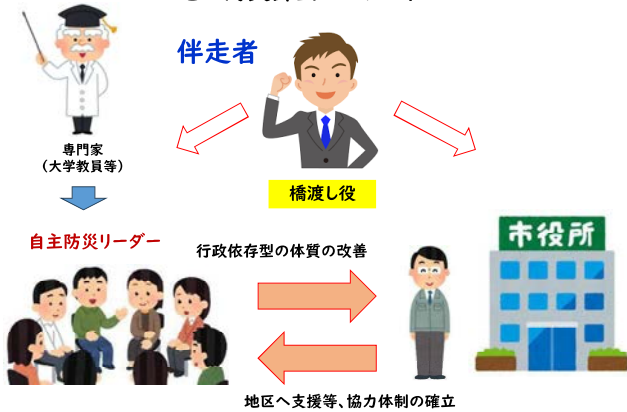 伴走者
専門家
（大学教員等）
橋渡し役
自主防災リーダー
行政依存型の体質の改善
市役所
地区へ支援等、協力体制の確立